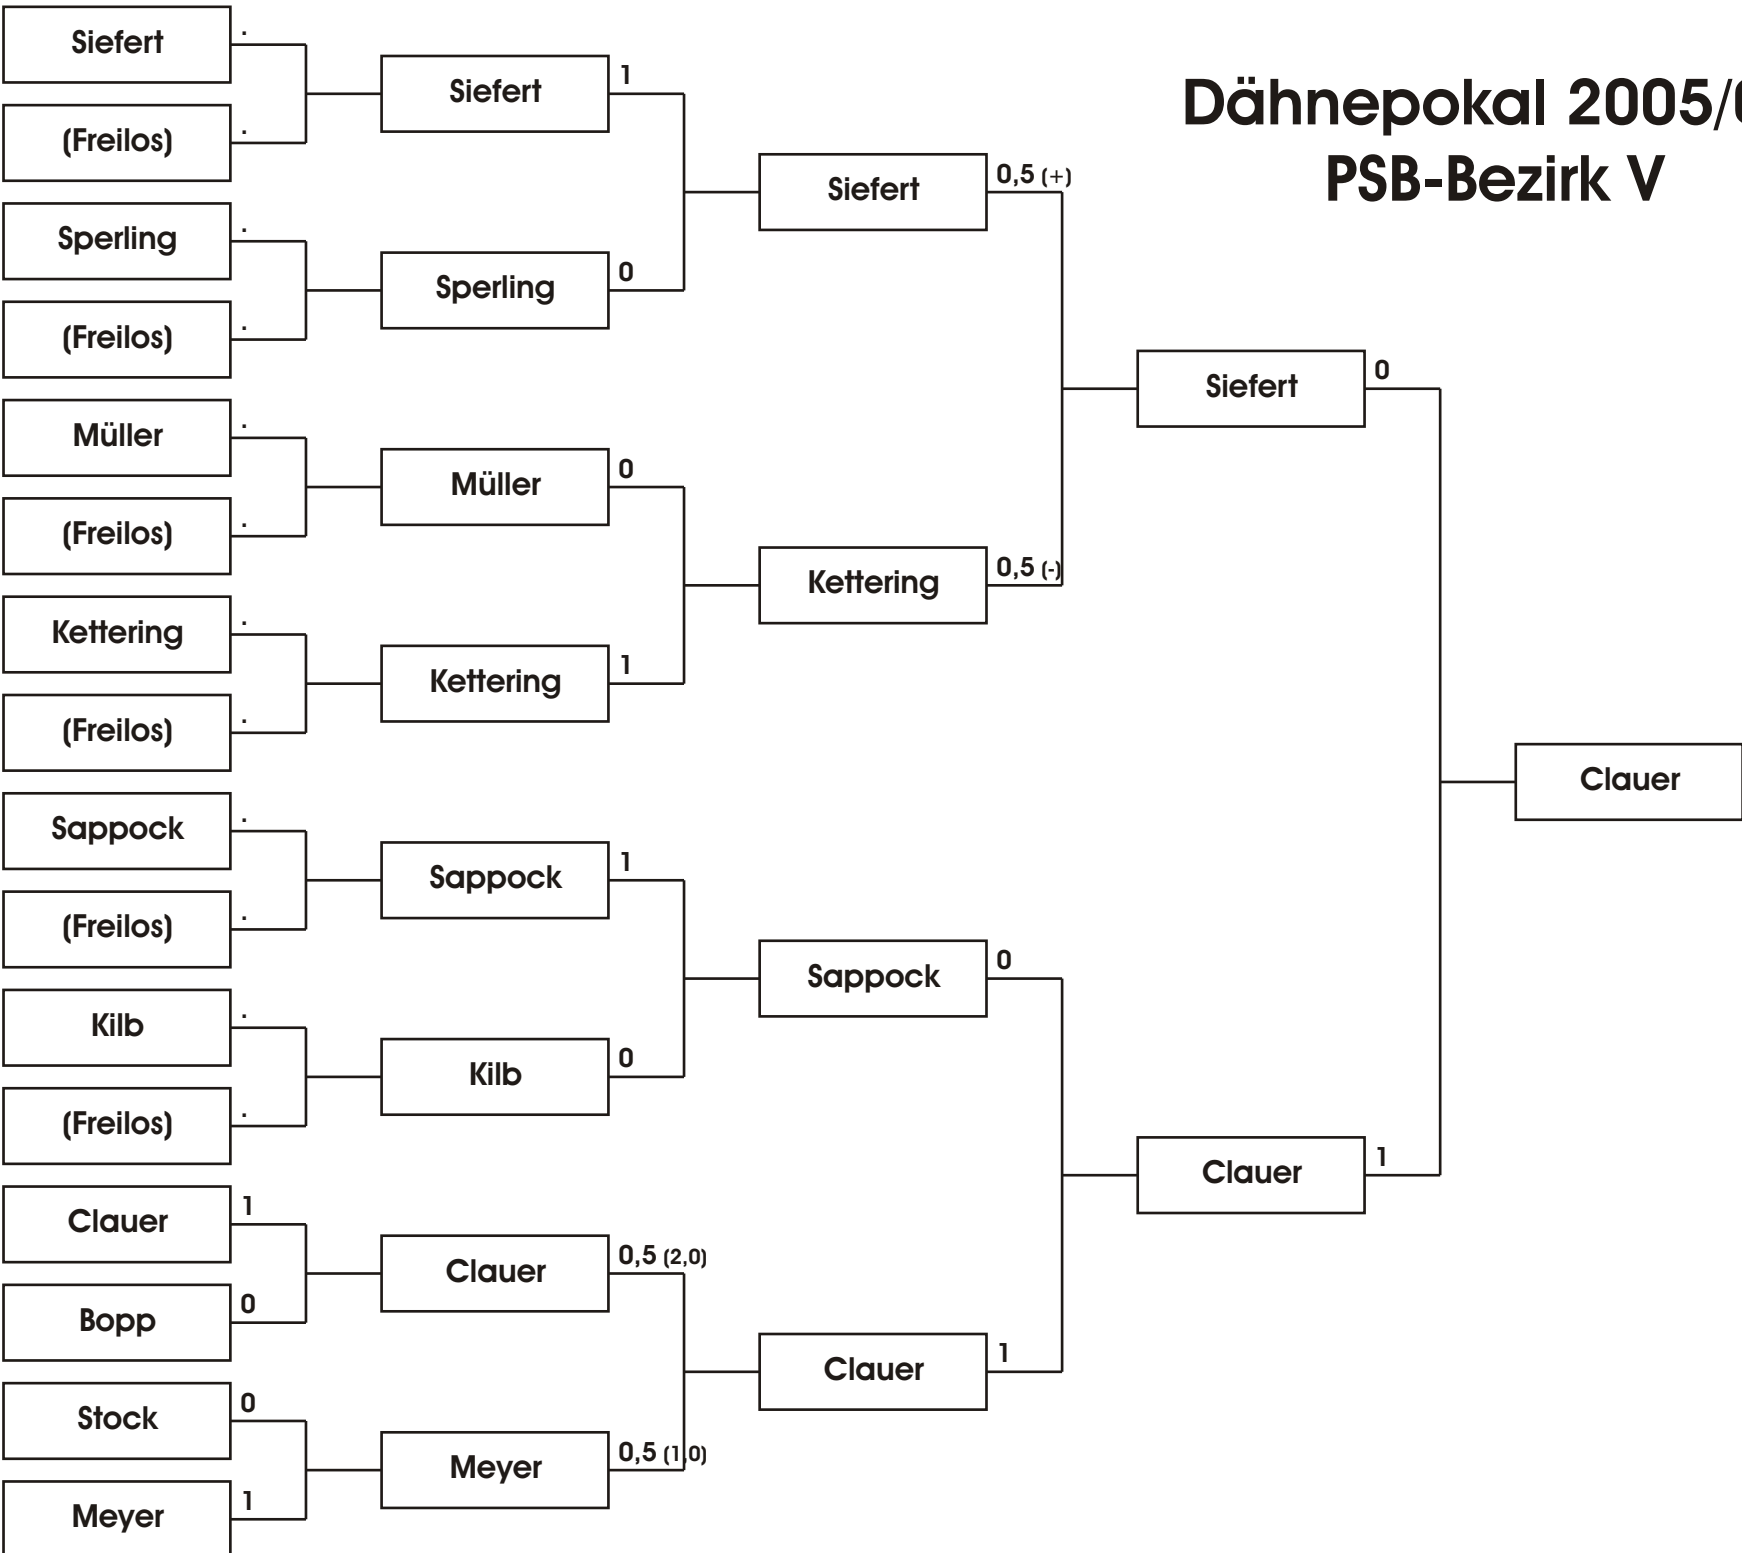 Dähnepokal 2005/
PSB-Bezirk V
Siefert .
(Freilos) .
Sperling .
(Freilos) .
Müller .
(Freilos) .
Kettering .
(Freilos) .
Sappock .
(Freilos) .
Kilb .
(Freilos) .
Clauer 1
Bopp 0
Stock 0
Meyer 1
Siefert 1
Sperling 0
Müller 0
Kettering 1
Sappock 1
Kilb 0
Clauer 0,5 (2,0)
Meyer 0,5 (1,0)
Siefert 0,5 (+)
Kettering 0,5 (-)
Sappock 0
Clauer 1
Siefert 0
Clauer 1
Clauer